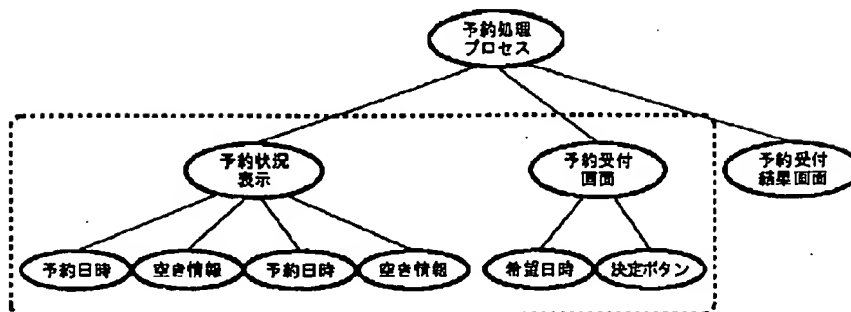 予約処理
プロセス
予約状況
表示
予約受付
画面
予約受付
結果画面
予約日時
空き情報
予約日時
空き情報
希望日時
決定ボタン